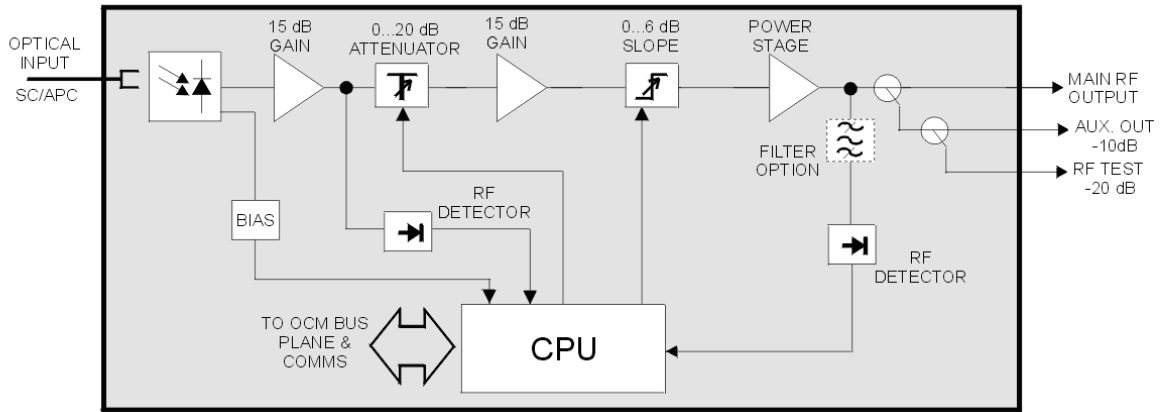 OPTICAL
INPUT
SC/APC
15 dB
GAIN
0...20 dB
ATTENUATOR
15 dB
GAIN
0...6 dB
SLOPE
POWER
STAGE
MAIN RF
OUTPUT
AUX. OUT
-10dB
RF TEST
-20 dB
FILTER
OPTION
BIAS
RF
DETECTOR
RF
DETECTOR
TO OCM BUS
PLANE &
COMMS
CPU